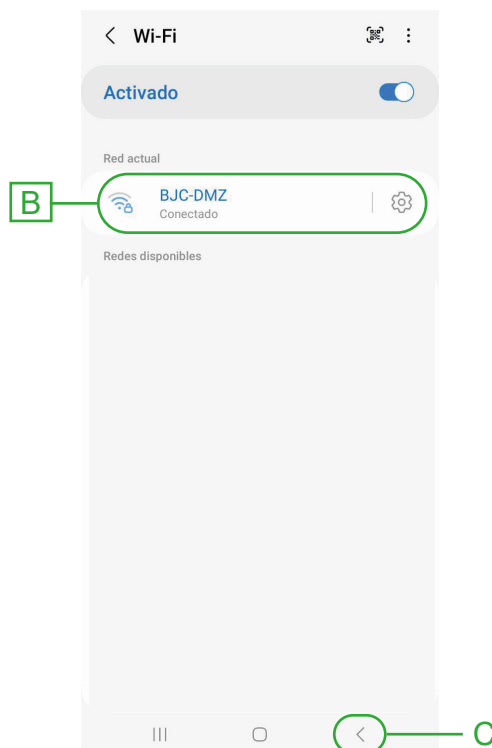 Wi-Fi
Activado
Red actual
B
BJC-DMZ
Conectado
Redes disponibles
C